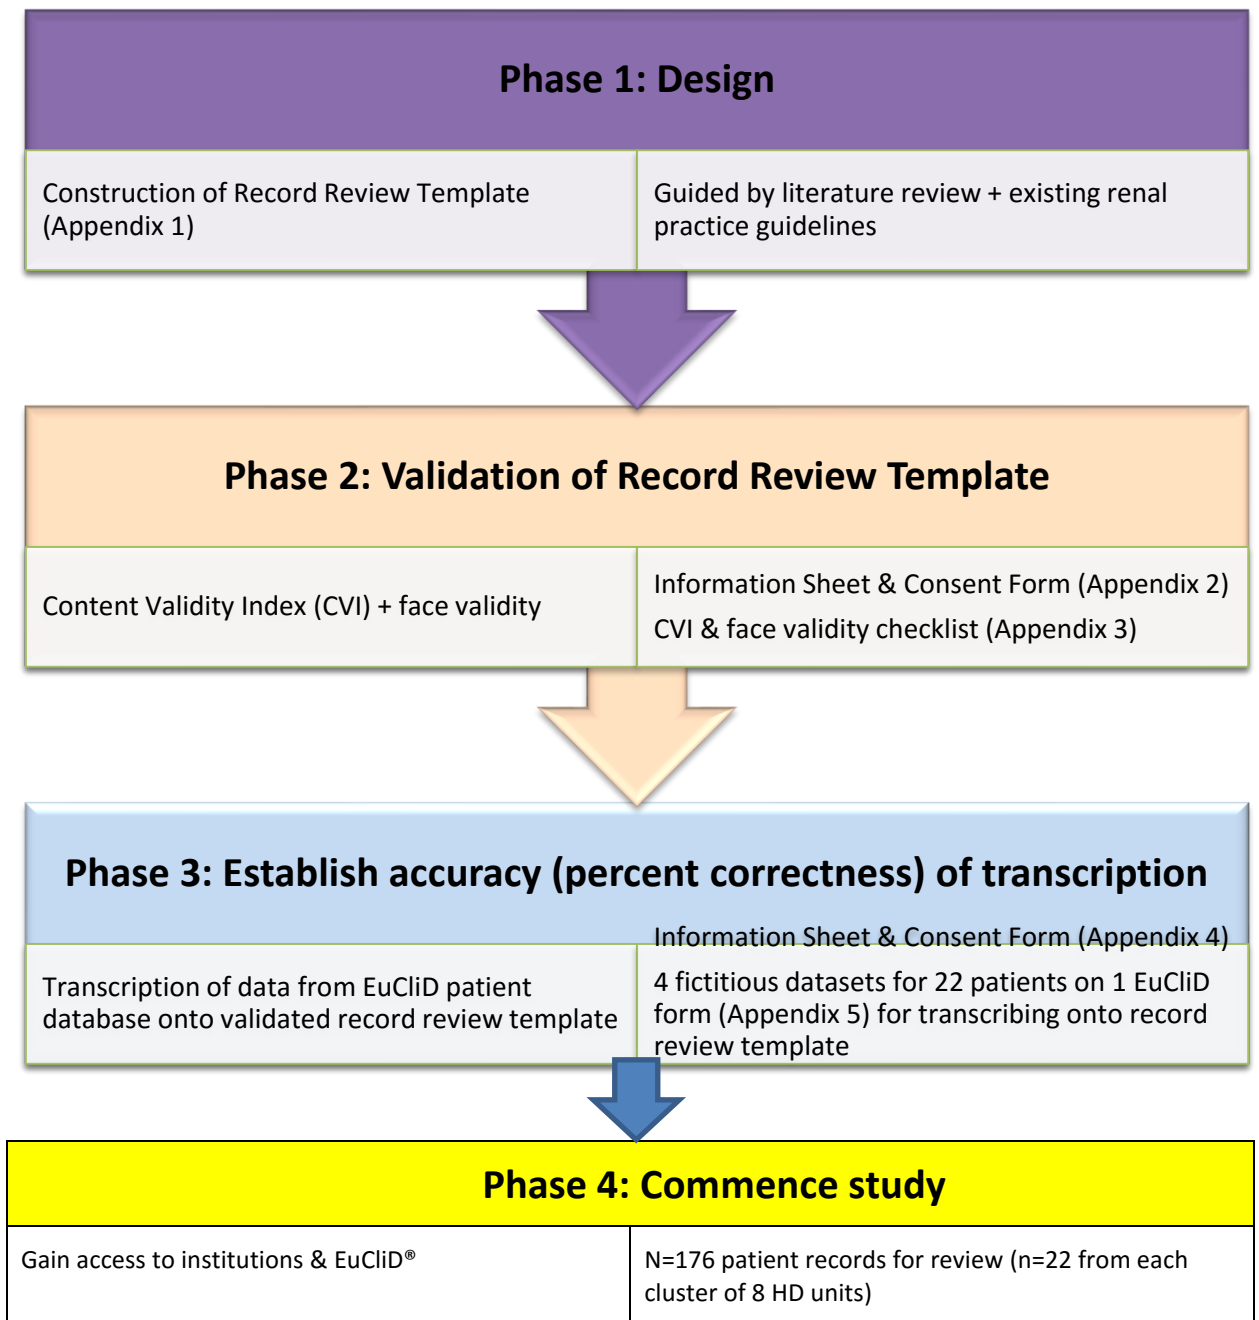 Phase 1: Design
Construction of Record Review Template
(Appendix 1)
Guided by literature review + existing renal
practice guidelines
Phase 2: Validation of Record Review Template
Content Validity Index (CVI) + face validity
Information Sheet & Consent Form (Appendix 2)
CVI & face validity checklist (Appendix 3)
Phase 3: Establish accuracy (percent correctness) of transcription
Transcription of data from EuCliD patient
database onto validated record review template
Information Sheet & Consent Form (Appendix 4)
4 fictitious datasets for 22 patients on 1 EuCliD
form (Appendix 5) for transcribing onto record
review template
Phase 4: Commence study
Gain access to institutions & EuCliD®
N=176 patient records for review (n=22 from each
cluster of 8 HD units)